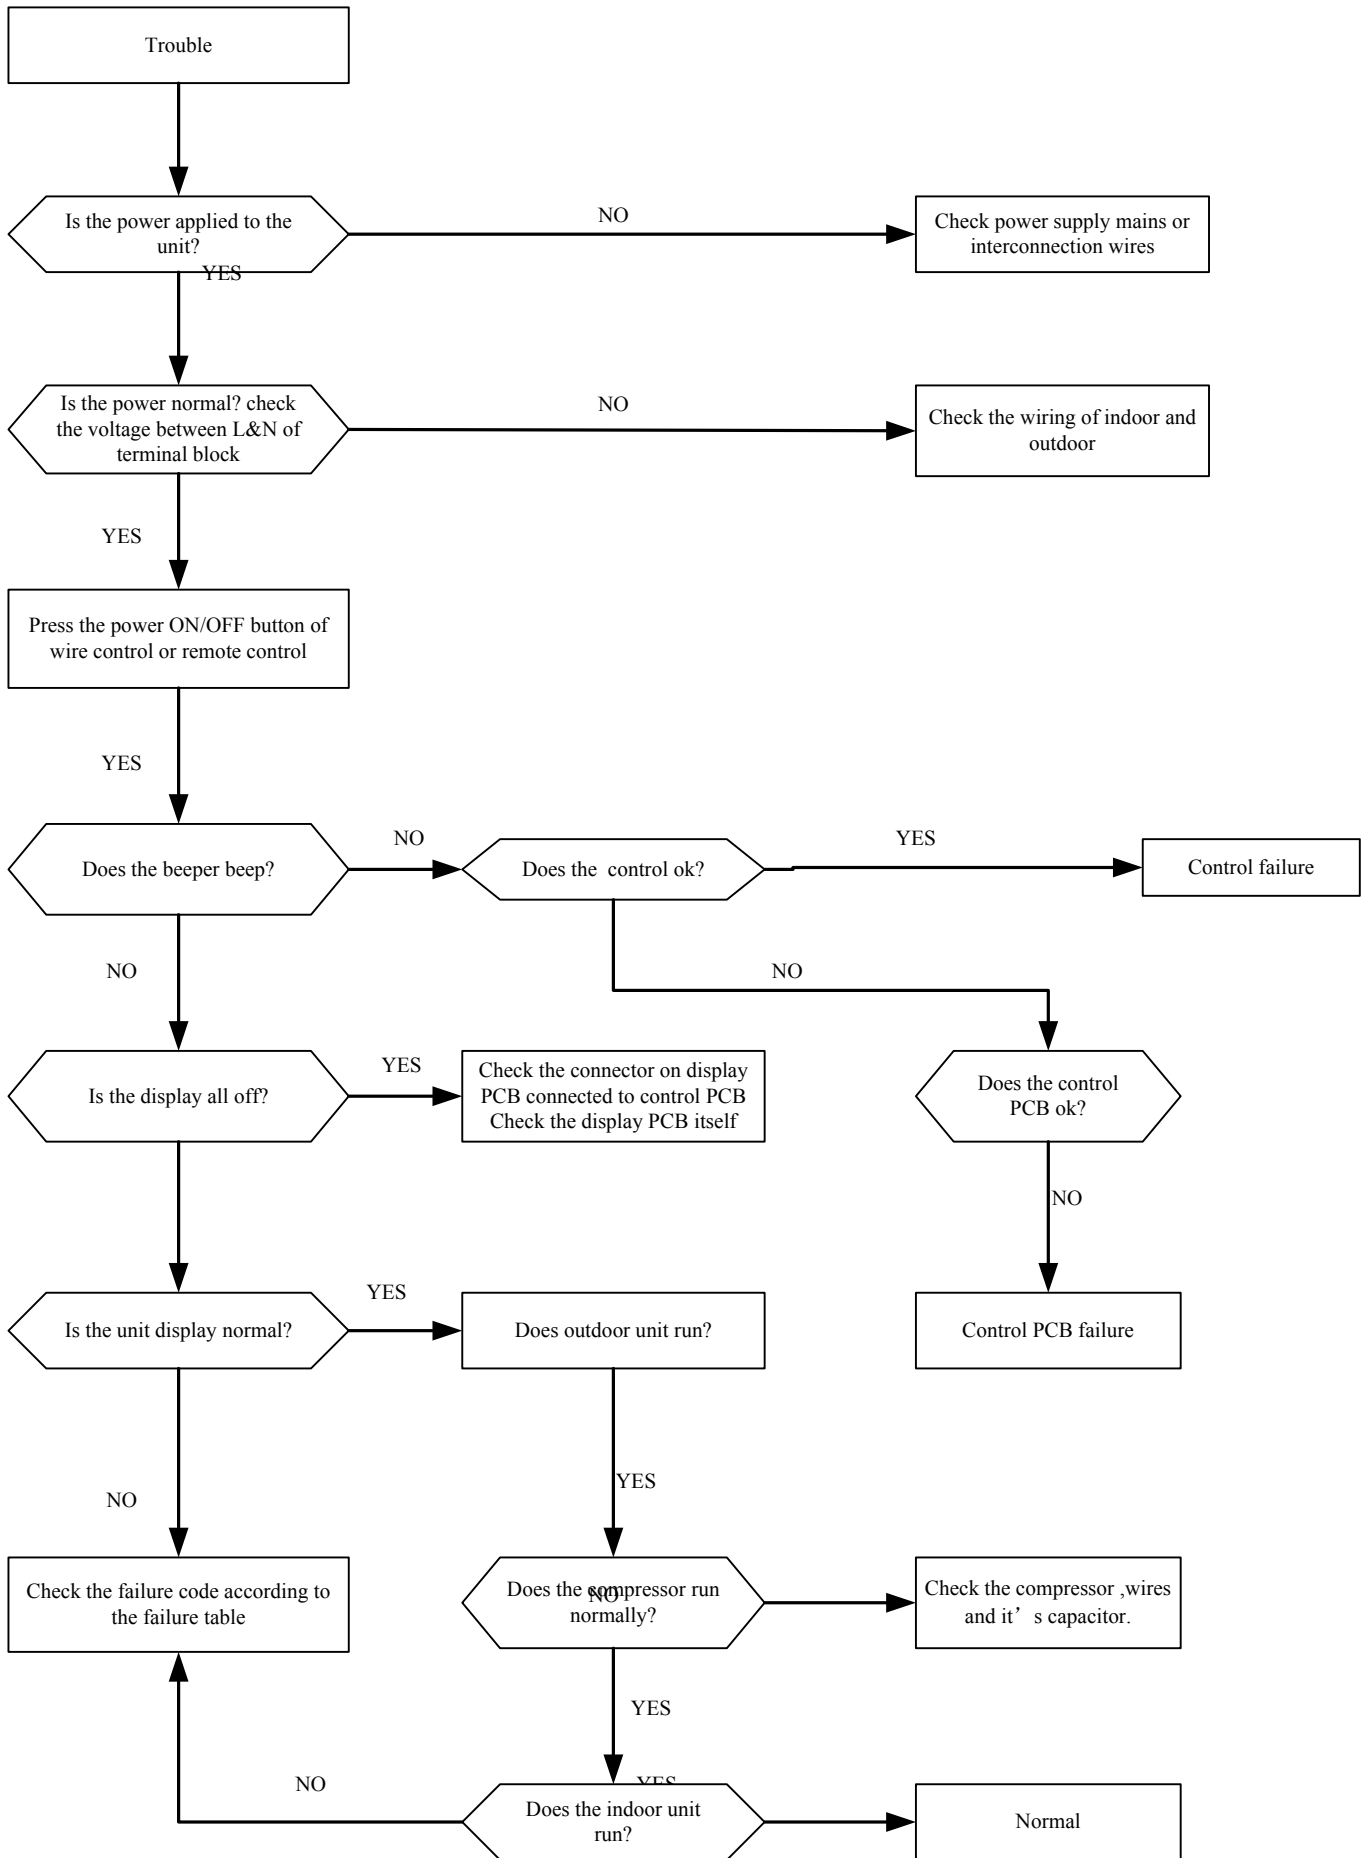 Trouble
Is the power applied to the
unit?
NO
Check power supply mains or
interconnection wires
YES
Is the power normal? check
the voltage between L&N of
terminal block
NO
Check the wiring of indoor and
outdoor
YES
Press the power ON/OFF button of
wire control or remote control
YES
Does the beeper beep?
NO
Does the  control ok?
YES
Control failure
NO
NO
Is the display all off?
YES
Check the connector on display
PCB connected to control PCB
Check the display PCB itself
Does the control
PCB ok?
NO
Is the unit display normal?
YES
Does outdoor unit run?
Control PCB failure
YES
NO
Check the failure code according to
the failure table
Does the compressor run
normally?
NO
Check the compressor ,wires
and it’ s capacitor.
YES
NO
YES
Does the indoor unit
run?
Normal